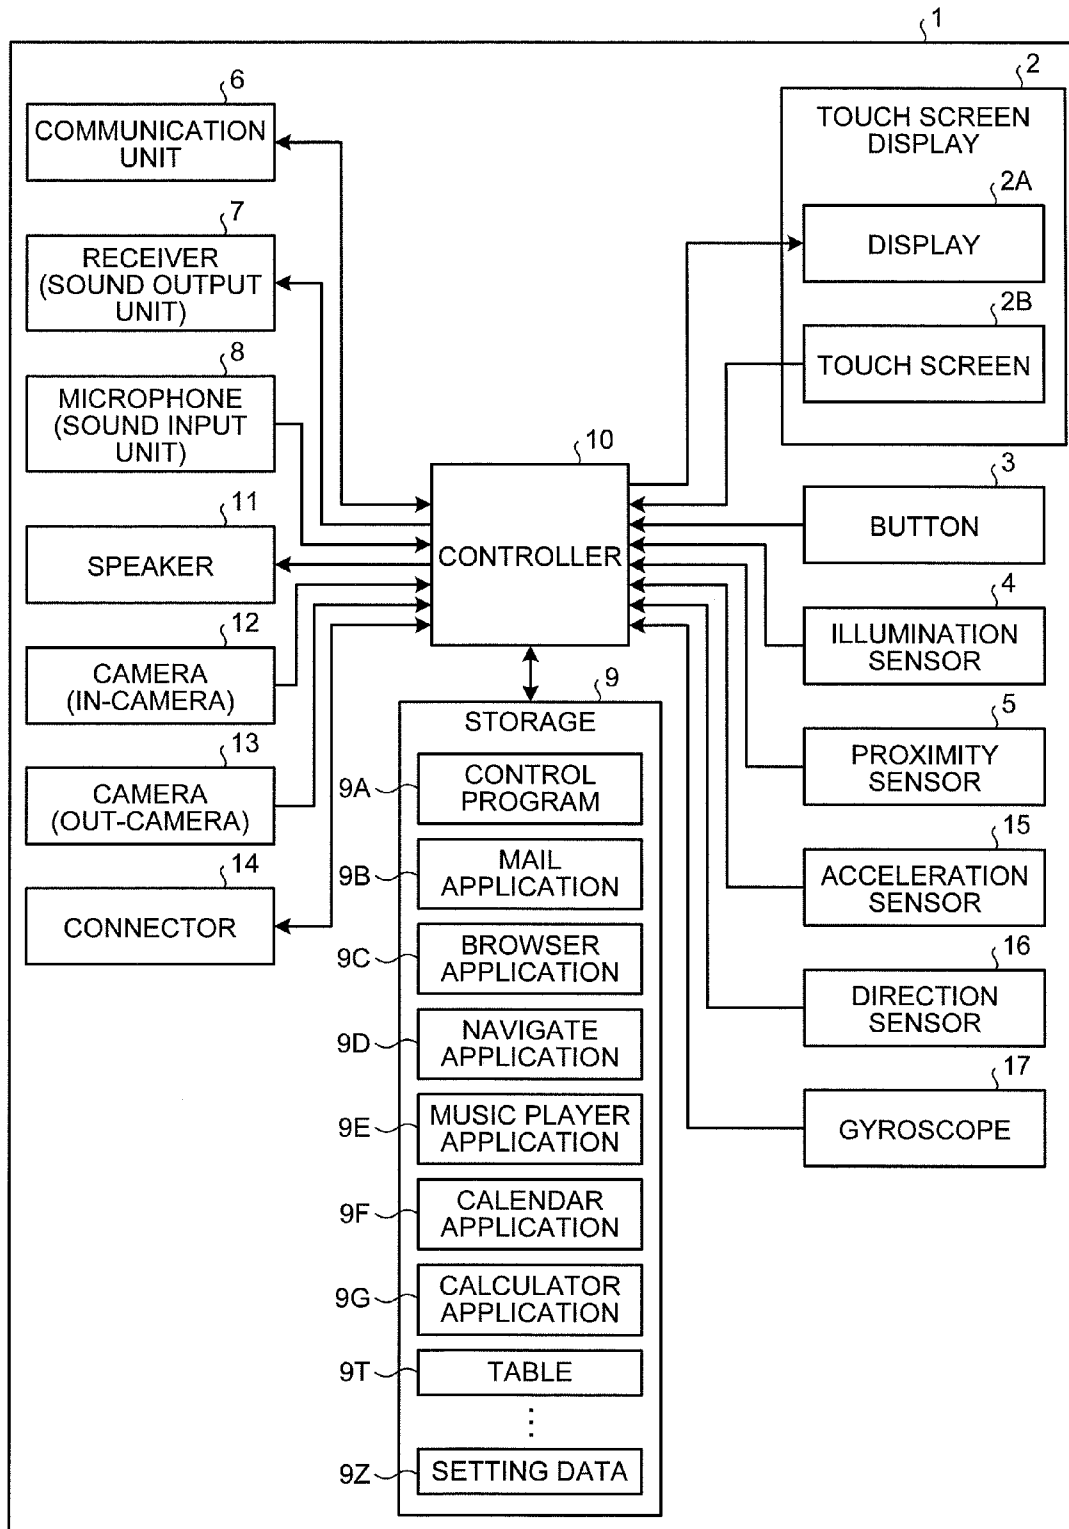 1
6
COMMUNICATION
UNIT
7
RECEIVER
(SOUND OUTPUT
UNIT)
8
MICROPHONE
(SOUND INPUT
UNIT)
11
SPEAKER
12
CAMERA
(IN-CAMERA)
13
CAMERA
(OUT-CAMERA)
14
CONNECTOR
10
CONTROLLER
9
STORAGE
9A
CONTROL
PROGRAM
9B
MAIL
APPLICATION
9C
BROWSER
APPLICATION
9D
NAVIGATE
APPLICATION
9E
MUSIC PLAYER
APPLICATION
9F
CALENDAR
APPLICATION
9G
CALCULATOR
APPLICATION
9T
TABLE
9Z
SETTING DATA
2
TOUCH SCREEN
DISPLAY
2A
DISPLAY
2B
TOUCH SCREEN
3
BUTTON
4
ILLUMINATION
SENSOR
5
PROXIMITY
SENSOR
15
ACCELERATION
SENSOR
16
DIRECTION
SENSOR
17
GYROSCOPE